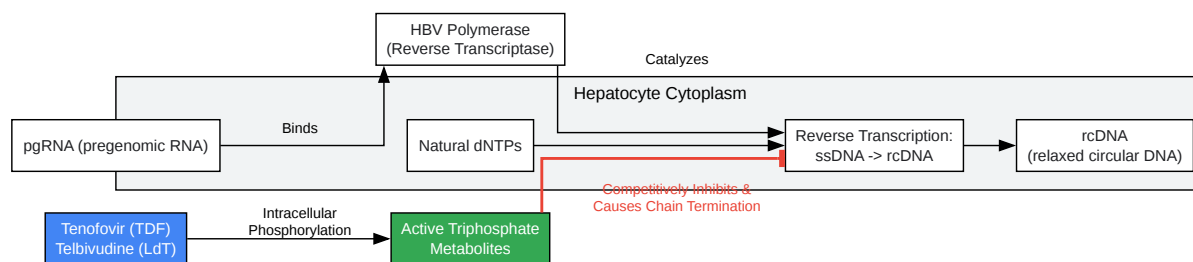 HBV Polymerase
(Reverse Transcriptase)
Catalyzes
Hepatocyte Cytoplasm
pgRNA (pregenomic RNA)
Binds
Natural dNTPs
Reverse Transcription:
ssDNA -> rcDNA
rcDNA
(relaxed circular DNA)
Competitively Inhibits &
Causes Chain Termination
Tenofovir (TDF)
Telbivudine (LdT)
Intracellular
Phosphorylation
Active Triphosphate
Metabolites